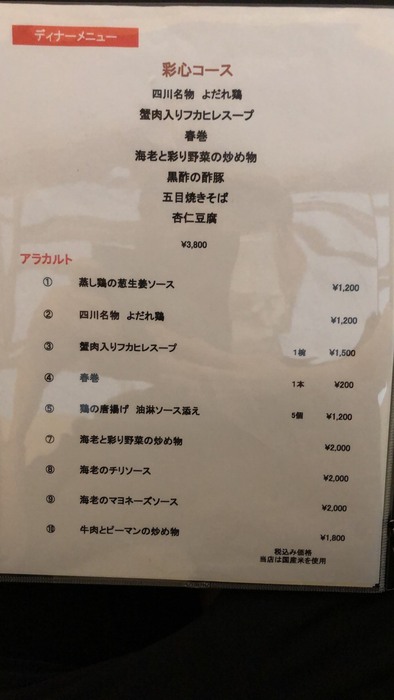 ディナーメニュー
彩心コース
四川名物 よだれ鶏
蟹肉入りフカヒレスープ
春巻
海老と彩り野菜の炒め物
黒酢の酢豚
五目焼きそば
杏仁豆腐
¥3,800
アラカルト
① 蒸し鶏の葱生姜ソース ¥1,200
② 四川名物 よだれ鶏 ¥1,200
③ 蟹肉入りフカヒレスープ 1椀 ¥1,500
④ 春巻 1本 ¥200
⑤ 鶏の唐揚げ 油淋ソース添え 5個 ¥1,200
⑦ 海老と彩り野菜の炒め物 ¥2,000
⑧ 海老のチリソース ¥2,000
⑨ 海老のマヨネーズソース ¥2,000
⑩ 牛肉とピーマンの炒め物 ¥1,800
税込み価格
当店は国産米を使用